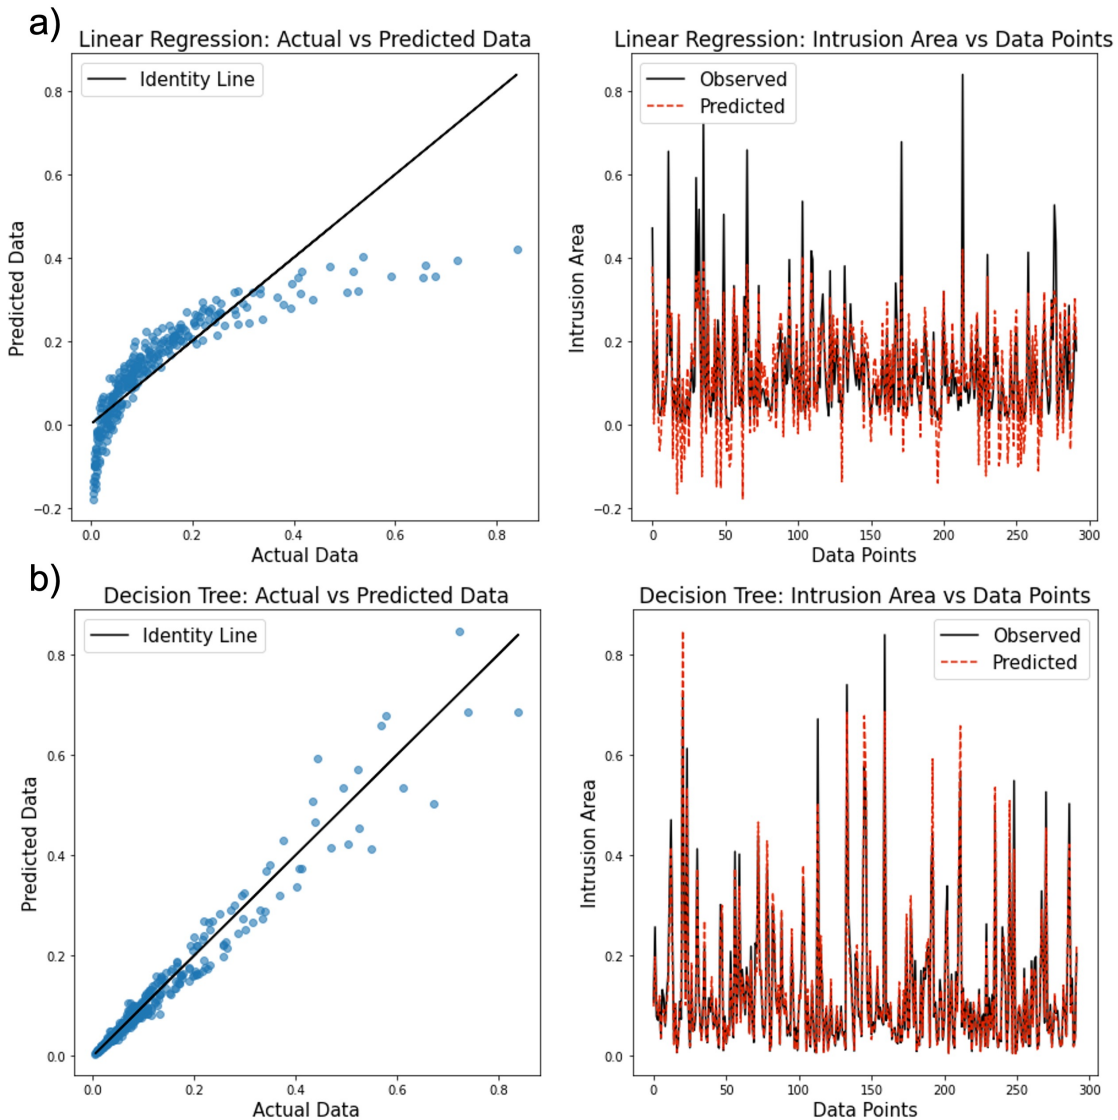 a)
Linear Regression: Actual vs Predicted Data
Identity Line
0.8
0.6
0.4
0.2
0.0
−0.2
Predicted Data
0.0 0.2 0.4 0.6 0.8
Actual Data
Linear Regression: Intrusion Area vs Data Points
Observed
Predicted
0.8
0.6
0.4
0.2
0.0
−0.2
Intrusion Area
0 50 100 150 200 250 300
Data Points
b)
Decision Tree: Actual vs Predicted Data
Identity Line
0.8
0.6
0.4
0.2
0.0
Predicted Data
0.0 0.2 0.4 0.6 0.8
Actual Data
Decision Tree: Intrusion Area vs Data Points
Observed
Predicted
0.8
0.6
0.4
0.2
0.0
Intrusion Area
0 50 100 150 200 250 300
Data Points